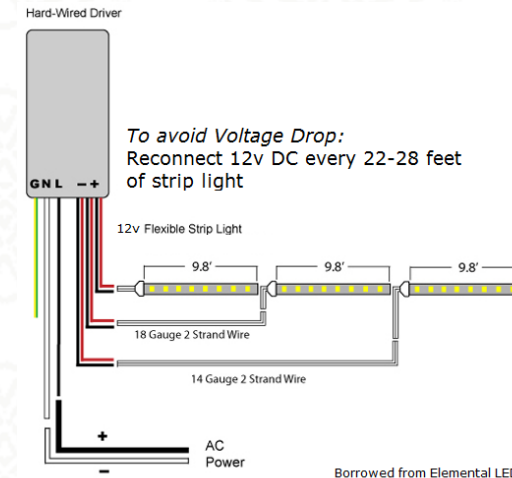 Hard-Wired Driver
To avoid Voltage Drop:
Reconnect 12v DC every 22-28 feet
of strip light
G N L - +
12v Flexible Strip Light
9.8' 9.8' 9.8'
18 Gauge 2 Strand Wire
14 Gauge 2 Strand Wire
+
AC
Power
-
Borrowed from Elemental LED